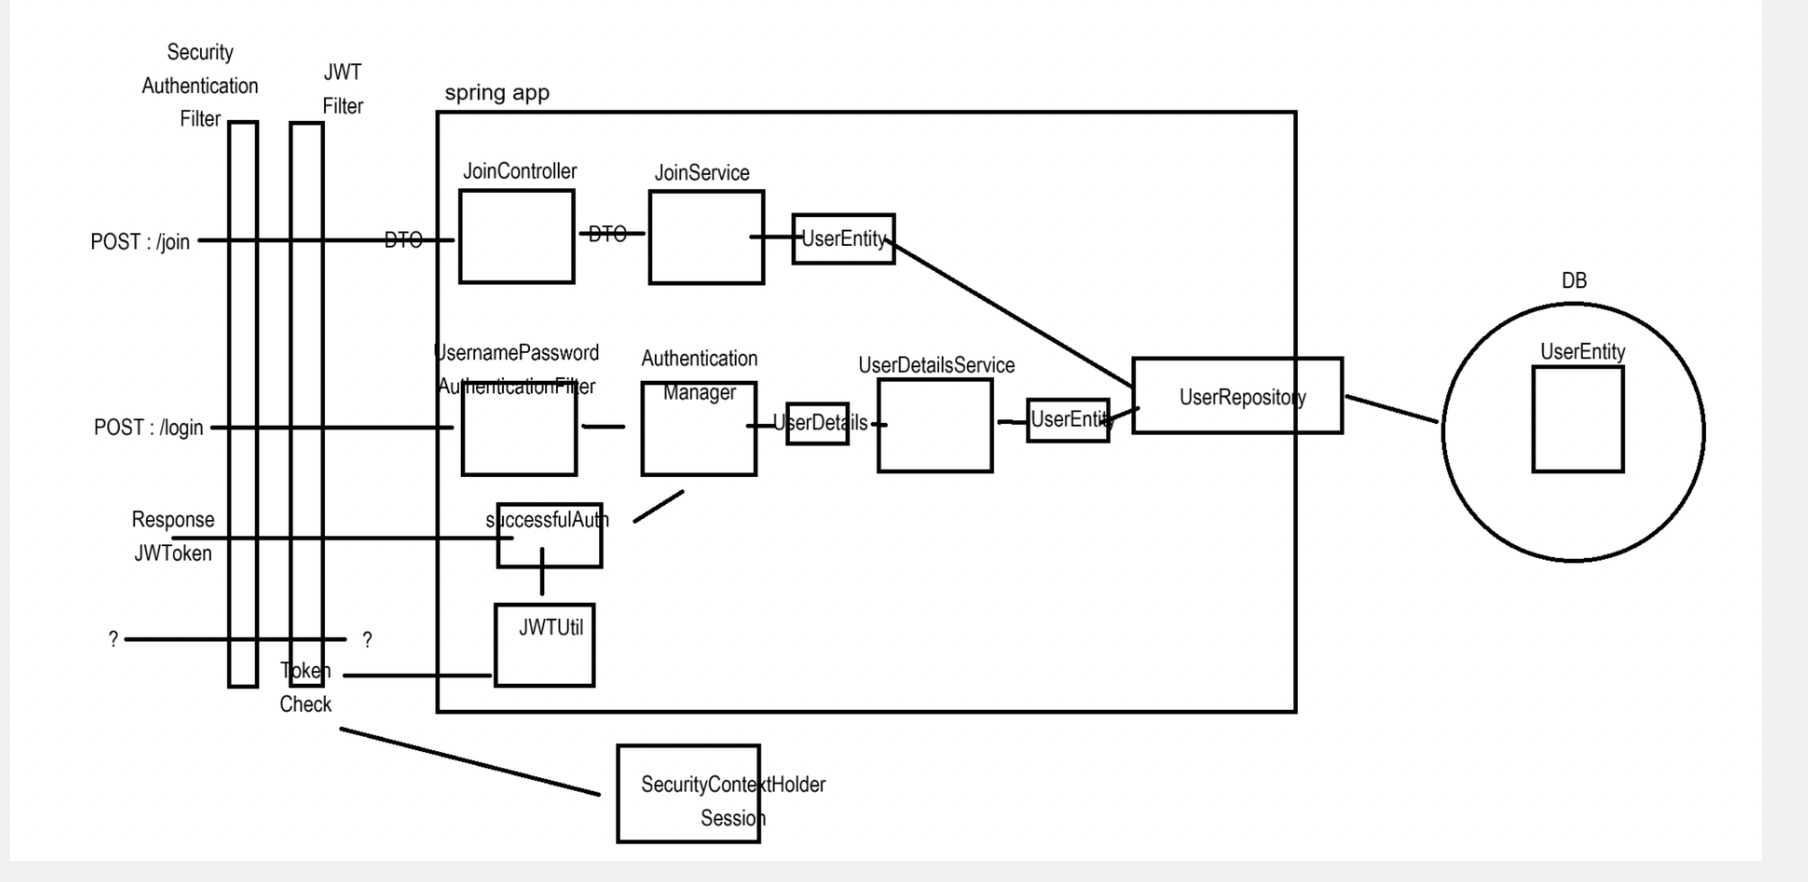 Security
Authentication
Filter
JWT
Filter
spring app
JoinController
JoinService
POST : /join
DTO
DTO
UserEntity
DB
UserEntity
UsernamePassword
AuthenticationFilter
Authentication
Manager
UserDetailsService
UserRepository
POST : /login
UserDetails
UserEntity
Response
JWToken
successfulAuth
JWTUtil
?
?
Token
Check
SecurityContextHolder
Session